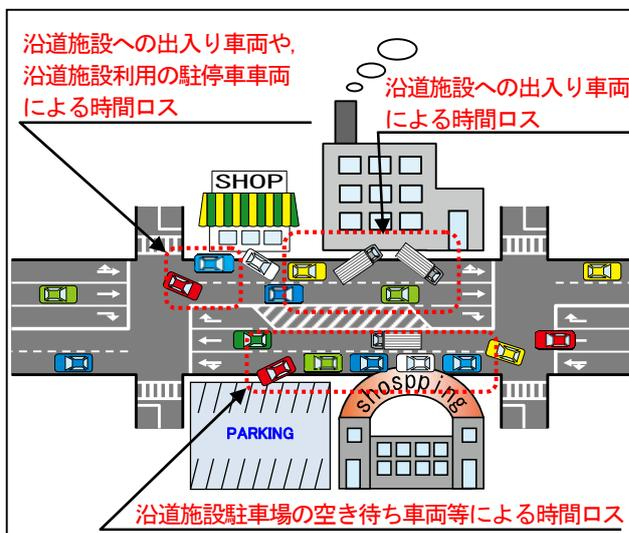 沿道施設への出入り車両や,
沿道施設利用の駐停車車両
による時間ロス
沿道施設への出入り車両
による時間ロス
SHOP
shospping
PARKING
沿道施設駐車場の空き待ち車両等による時間ロス